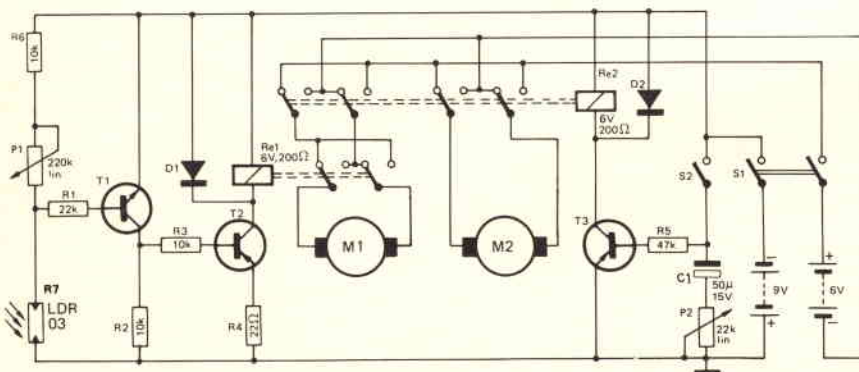 R6
10k
P1
220k
lin
T1
R1
22k
R7
LDR
03
R2
10k
R3
10k
D1
Re1
6V,200Ω
T2
R4
22Ω
M1
M2
Re2
6V
200Ω
D2
T3
R5
47k
S2
S1
C1
50µ
15V
P2
22k
lin
−
9V
+
+
6V
−